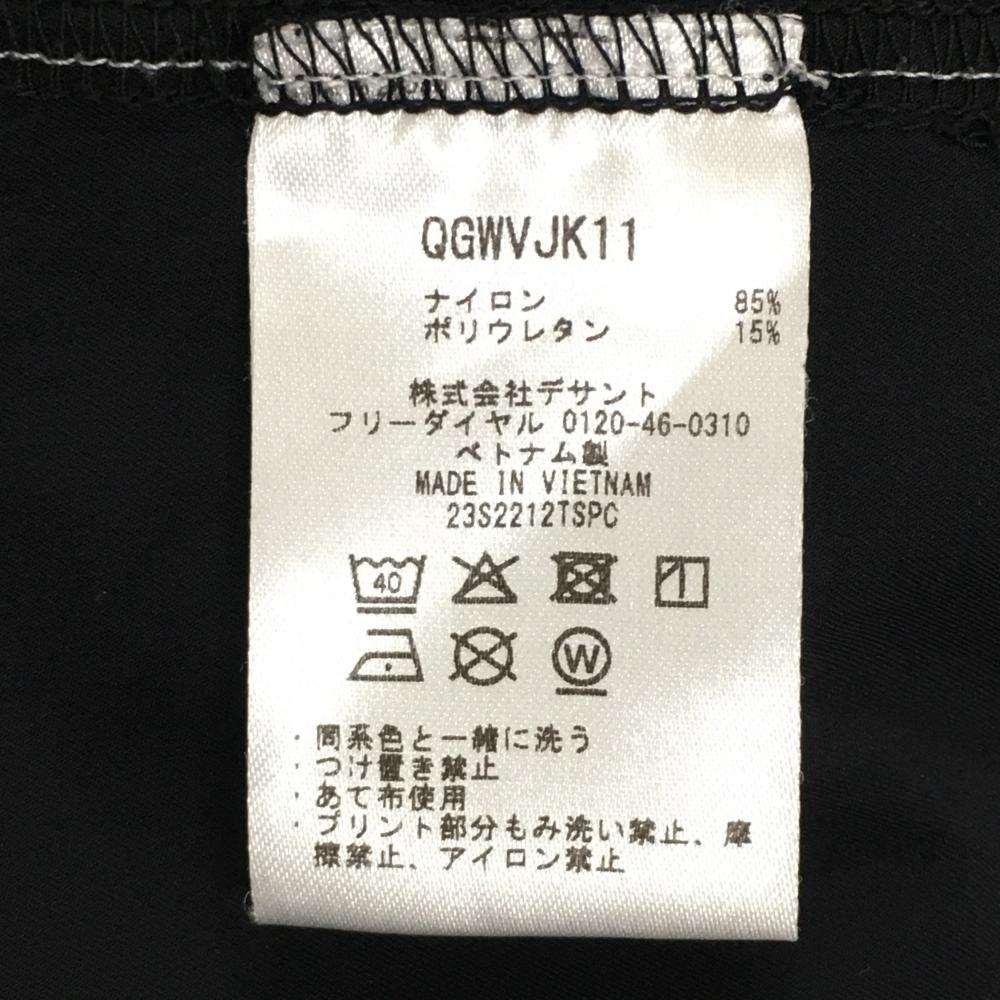 QGWVJK11
ナイロン 85%
ポリウレタン 15%
株式会社デサント
フリーダイヤル 0120-46-0310
ベトナム製
MADE IN VIETNAM
23S2212TSPC
40
W
・同系色と一緒に洗う
・つけ置き禁止
・あて布使用
・プリント部分もみ洗い禁止、摩
擦禁止、アイロン禁止